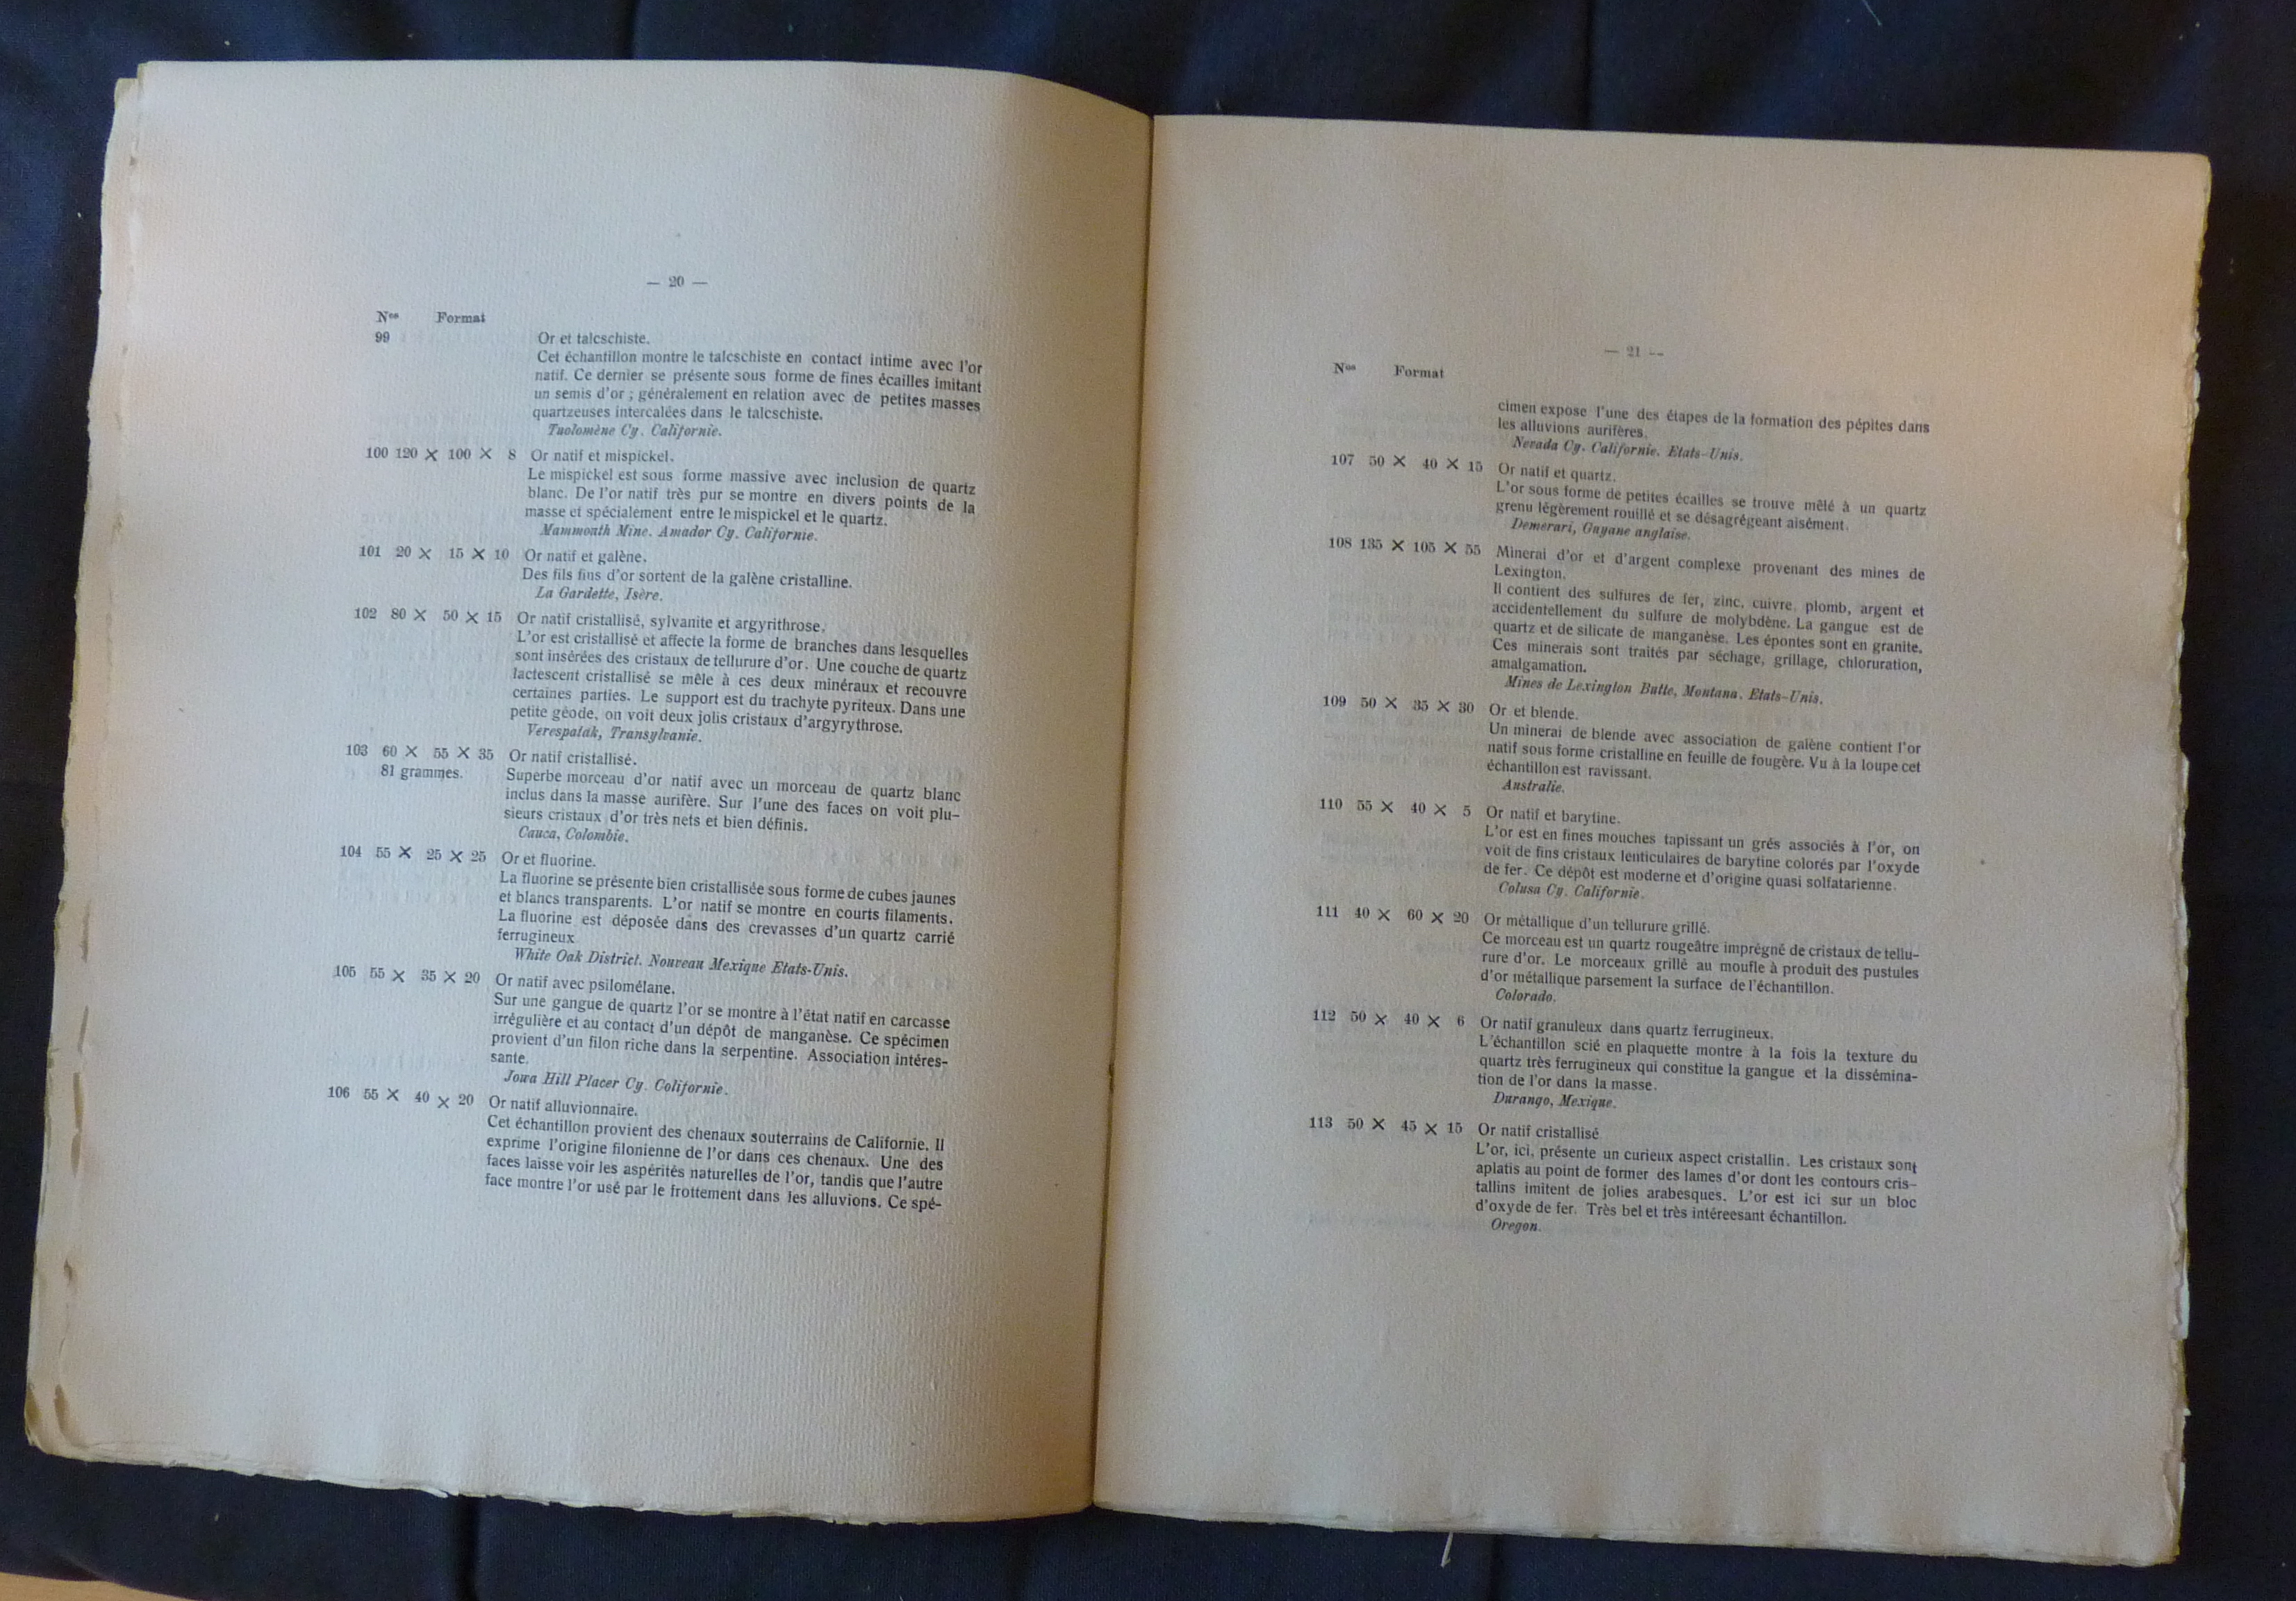 — 20 —
Nos Format
99 Or et talcschiste.
Cet échantillon montre le talcschiste en contact intime avec l'or
natif. Ce dernier se présente sous forme de fines écailles imitant
un semis d'or ; généralement en relation avec de petites masses
quartzeuses intercalées dans le talcschiste.
Tuolomène Cy. Californie.
100 120 × 100 × 8 Or natif et mispickel.
Le mispickel est sous forme massive avec inclusion de quartz
blanc. De l'or natif très pur se montre en divers points de la
masse et spécialement entre le mispickel et le quartz.
Mammouth Mine. Amador Cy. Californie.
101 20 × 15 × 10 Or natif et galène.
Des fils fins d'or sortent de la galène cristalline.
La Gardette, Isère.
102 80 × 50 × 15 Or natif cristallisé, sylvanite et argyrithrose.
L'or est cristallisé et affecte la forme de branches dans lesquelles
sont insérées des cristaux de tellurure d'or. Une couche de quartz
lactescent cristallisé se mêle à ces deux minéraux et recouvre
certaines parties. Le support est du trachyte pyriteux. Dans une
petite géode, on voit deux jolis cristaux d'argyrythrose.
Verespatak, Transylvanie.
103 60 × 55 × 35 Or natif cristallisé.
81 grammes. Superbe morceau d'or natif avec un morceau de quartz blanc
inclus dans la masse aurifère. Sur l'une des faces on voit plu-
sieurs cristaux d'or très nets et bien définis.
Cauca, Colombie.
104 55 × 25 × 25 Or et fluorine.
La fluorine se présente bien cristallisée sous forme de cubes jaunes
et blancs transparents. L'or natif se montre en courts filaments.
La fluorine est déposée dans des crevasses d'un quartz carrié
ferrugineux
White Oak District. Nouveau Mexique Etats-Unis.
105 55 × 35 × 20 Or natif avec psilomélane.
Sur une gangue de quartz l'or se montre à l'état natif en carcasse
irrégulière et au contact d'un dépôt de manganèse. Ce spécimen
provient d'un filon riche dans la serpentine. Association intéres-
sante.
Jowa Hill Placer Cy. Colifornie.
106 55 × 40 × 20 Or natif alluvionnaire.
Cet échantillon provient des chenaux souterrains de Californie. Il
exprime l'origine filonienne de l'or dans ces chenaux. Une des
faces laisse voir les aspérités naturelles de l'or, tandis que l'autre
face montre l'or usé par le frottement dans les alluvions. Ce spé-
— 21 —
Nos Format
cimen expose l'une des étapes de la formation des pépites dans
les alluvions aurifères.
Nevada Cy. Californie. Etats-Unis.
107 50 × 40 × 15 Or natif et quartz.
L'or sous forme de petites écailles se trouve mêlé à un quartz
grenu légèrement rouillé et se désagrégeant aisément.
Demerari, Guyane anglaise.
108 135 × 105 × 55 Minerai d'or et d'argent complexe provenant des mines de
Lexington.
Il contient des sulfures de fer, zinc, cuivre, plomb, argent et
accidentellement du sulfure de molybdène. La gangue est de
quartz et de silicate de manganèse. Les épontes sont en granite.
Ces minerais sont traités par séchage, grillage, chloruration,
amalgamation.
Mines de Lexington Butte, Montana. Etats-Unis.
109 50 × 35 × 30 Or et blende.
Un minerai de blende avec association de galène contient l'or
natif sous forme cristalline en feuille de fougère. Vu à la loupe cet
échantillon est ravissant.
Australie.
110 55 × 40 × 5 Or natif et barytine.
L'or est en fines mouches tapissant un grés associés à l'or, on
voit de fins cristaux lenticulaires de barytine colorés par l'oxyde
de fer. Ce dépôt est moderne et d'origine quasi solfatarienne.
Colusa Cy. Californie.
111 40 × 60 × 20 Or métallique d'un tellurure grillé.
Ce morceau est un quartz rougeâtre imprégné de cristaux de tellu-
rure d'or. Le morceaux grillé au moufle à produit des pustules
d'or métallique parsement la surface de l'échantillon.
Colorado.
112 50 × 40 × 6 Or natif granuleux dans quartz ferrugineux.
L'échantillon scié en plaquette montre à la fois la texture du
quartz très ferrugineux qui constitue la gangue et la dissémina-
tion de l'or dans la masse.
Durango, Mexique.
113 50 × 45 × 15 Or natif cristallisé
L'or, ici, présente un curieux aspect cristallin. Les cristaux sont
aplatis au point de former des lames d'or dont les contours cris-
tallins imitent de jolies arabesques. L'or est ici sur un bloc
d'oxyde de fer. Très bel et très intéreesant échantillon.
Oregon.